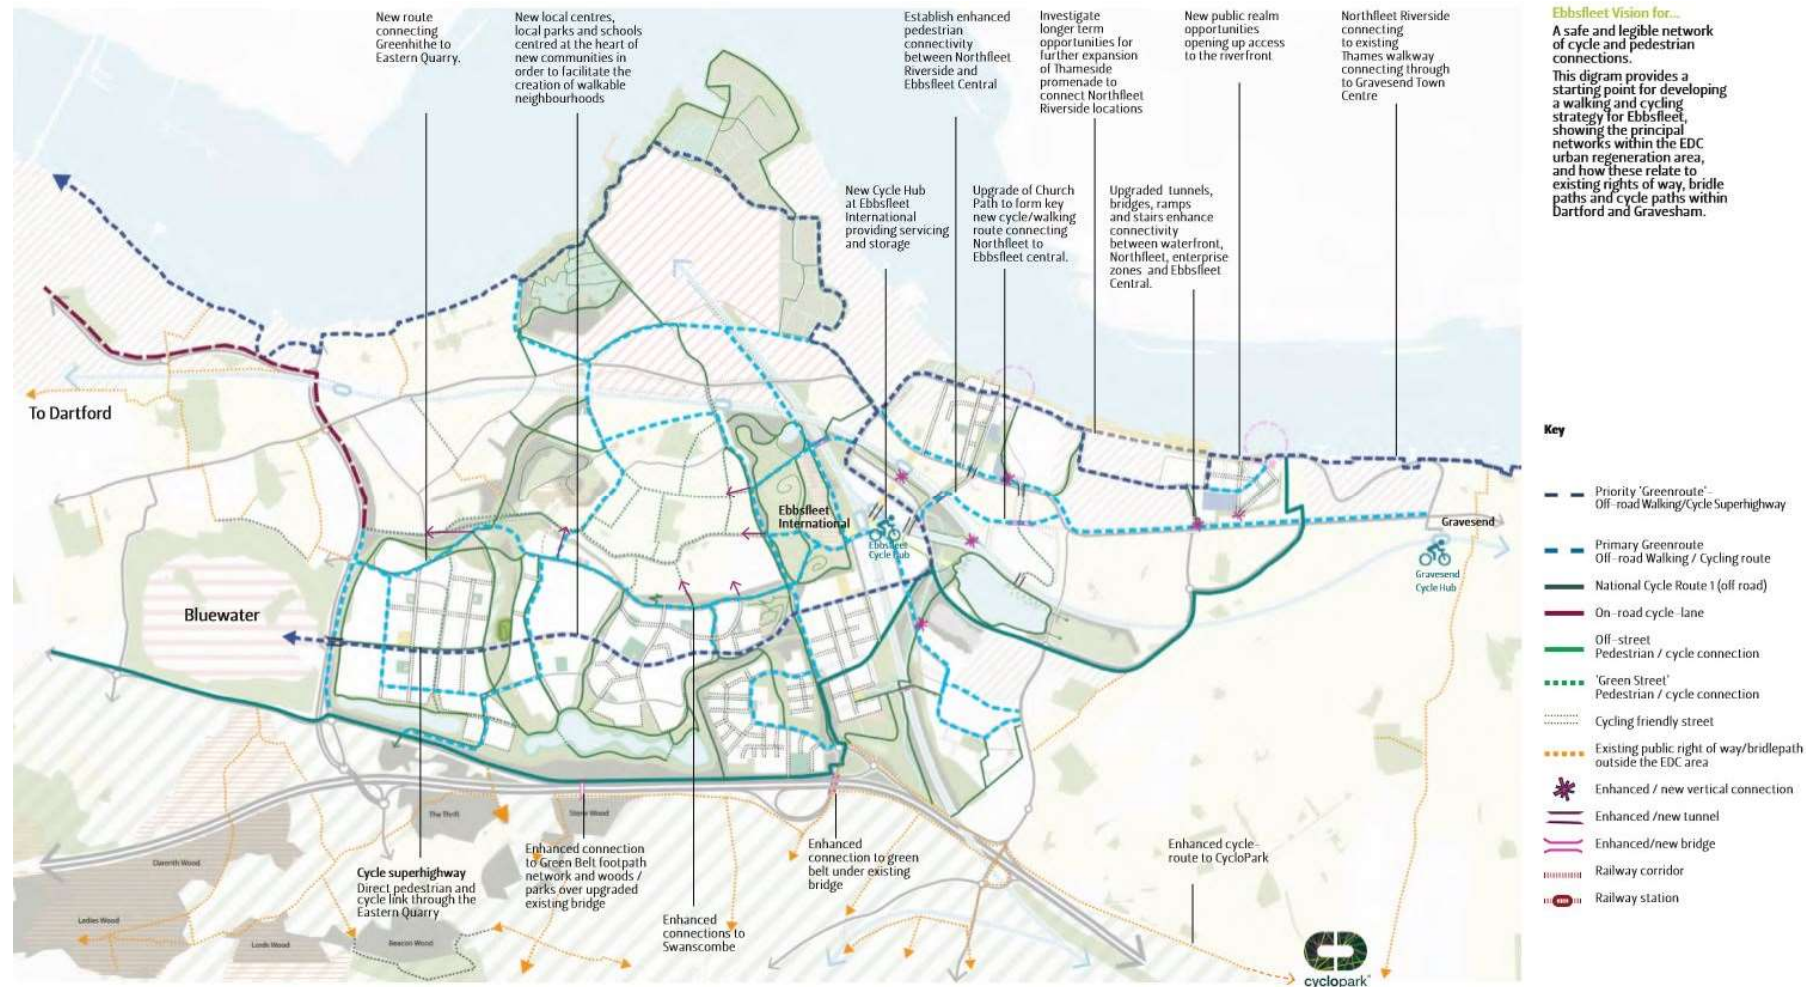 New route
connecting
Greenhithe to
Eastern Quarry.
New local centres,
local parks and schools
centred at the heart of
new communities in
order to facilitate the
creation of walkable
neighbourhoods
Establish enhanced
pedestrian
connectivity
between Northfleet
Riverside and
Ebbsfleet Central
Investigate
longer term
opportunities for
further expansion
of Thameside
promenade to
connect Northfleet
Riverside locations
New public realm
opportunities
opening up access
to the riverfront
Northfleet Riverside
connecting
to existing
Thames walkway
connecting through
to Gravesend Town
Centre
New Cycle Hub
at Ebbsfleet
International
providing servicing
and storage
Upgrade of Church
Path to form key
new cycle/walking
route connecting
Northfleet to
Ebbsfleet central.
Upgraded tunnels,
bridges, ramps
and stairs enhance
connectivity
between waterfront,
Northfleet, enterprise
zones and Ebbsfleet
Central.
To Dartford
Bluewater
Ebbsfleet
International
Ebbsfleet
Cycle Hub
Gravesend
Gravesend
Cycle Hub
The Thrift
Stone Wood
Darenth Wood
Ladies Wood
Lords Wood
Beacon Wood
Cycle superhighway
Direct pedestrian and
cycle link through the
Eastern Quarry
Enhanced connection
to Green Belt footpath
network and woods /
parks over upgraded
existing bridge
Enhanced
connections to
Swanscombe
Enhanced
connection to green
belt under existing
bridge
Enhanced cycle-
route to CycloPark
cyclopark
Ebbsfleet Vision for...
A safe and legible network
of cycle and pedestrian
connections.
This digram provides a
starting point for developing
a walking and cycling
strategy for Ebbsfleet,
showing the principal
networks within the EDC
urban regeneration area,
and how these relate to
existing rights of way, bridle
paths and cycle paths within
Dartford and Gravesham.
Key
Priority 'Greenroute' -
Off-road Walking/Cycle Superhighway
Primary Greenroute
Off-road Walking / Cycling route
National Cycle Route 1 (off road)
On-road cycle-lane
Off-street
Pedestrian / cycle connection
'Green Street'
Pedestrian / cycle connection
Cycling friendly street
Existing public right of way/bridlepath
outside the EDC area
Enhanced / new vertical connection
Enhanced /new tunnel
Enhanced/new bridge
Railway corridor
Railway station